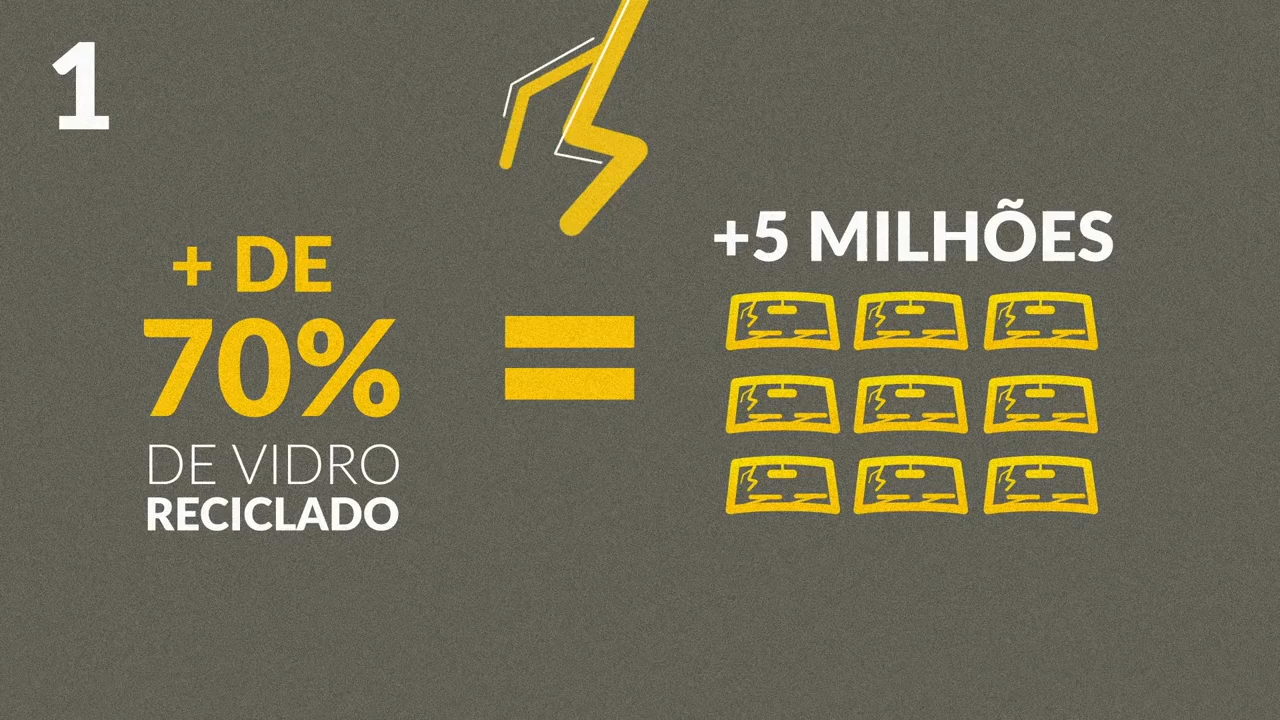 1
+ DE
70%
DE VIDRO
RECICLADO
=
+5 MILHÕES